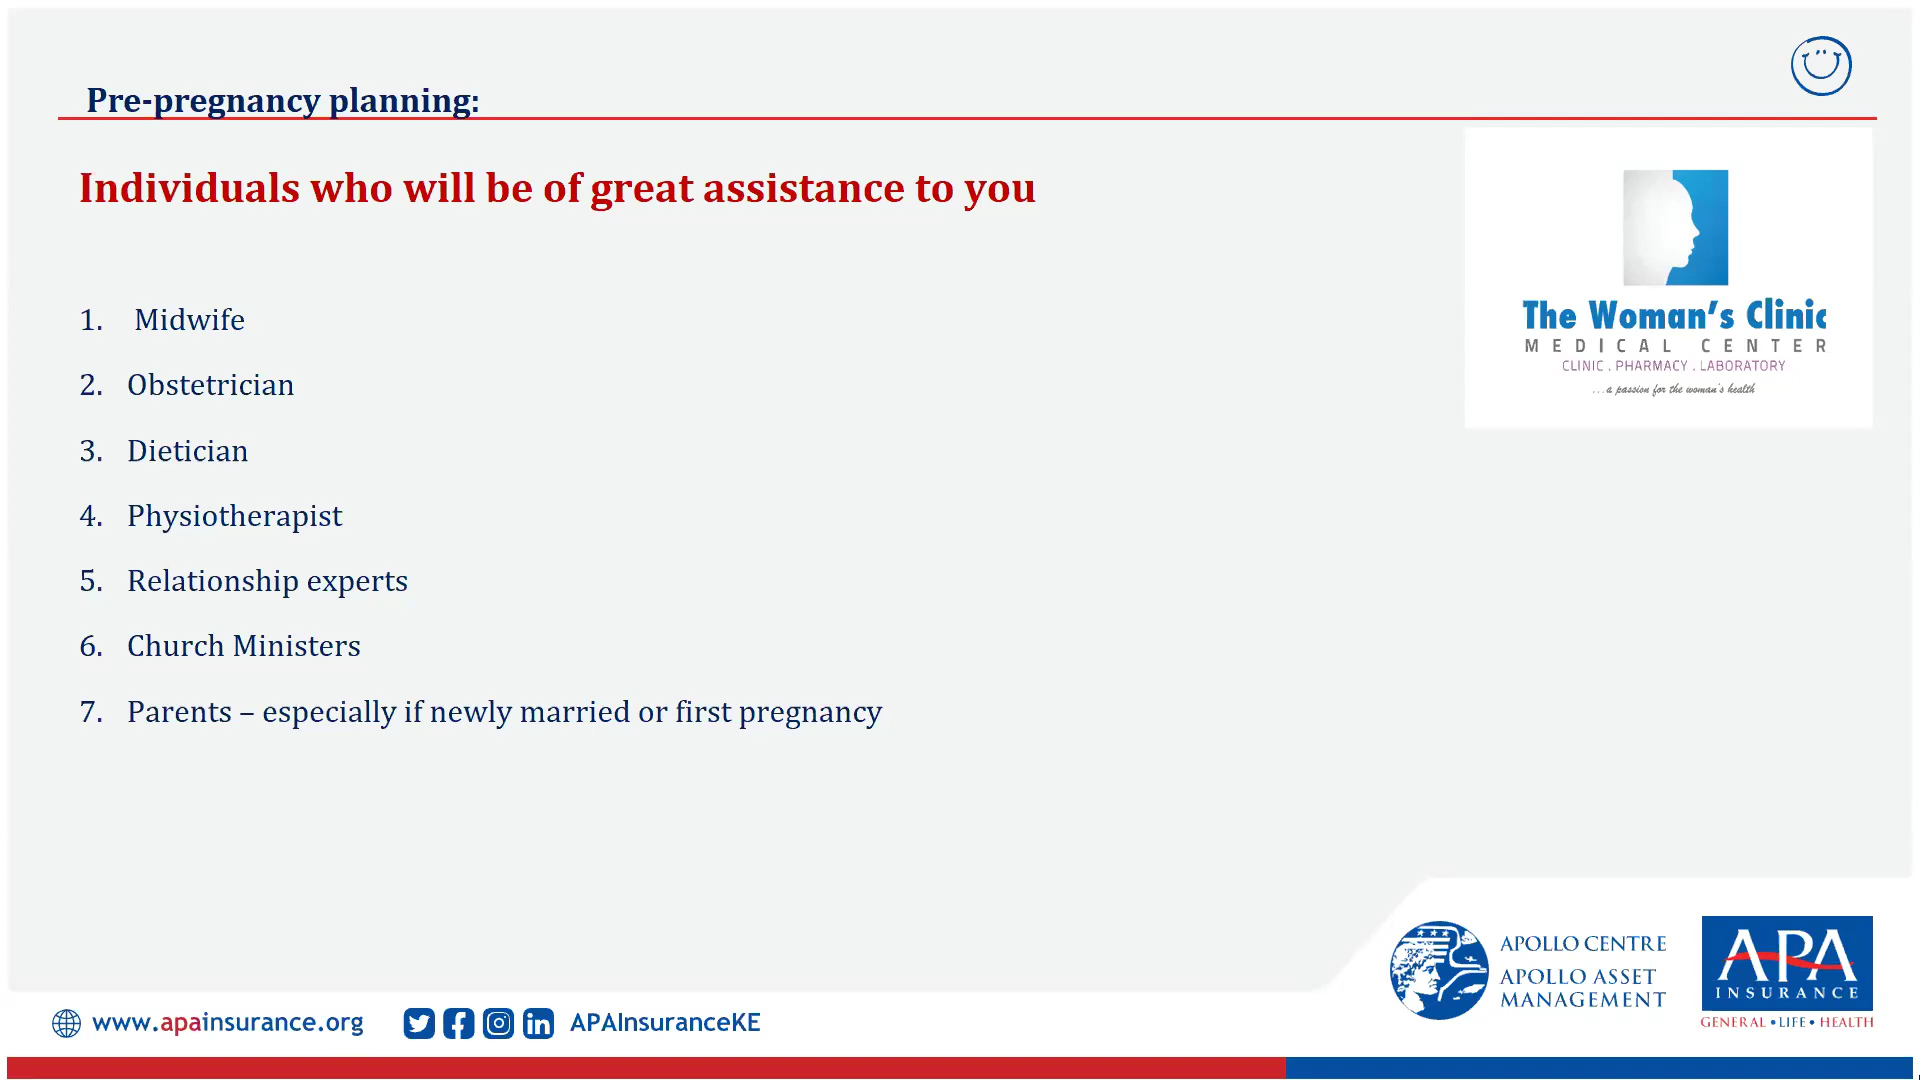 Pre-pregnancy planning:
Individuals who will be of great assistance to you
1. Midwife
2. Obstetrician
3. Dietician
4. Physiotherapist
5. Relationship experts
6. Church Ministers
7. Parents – especially if newly married or first pregnancy
The Woman's Clinic
MEDICAL CENTER
CLINIC . PHARMACY . LABORATORY
...a passion for the woman's health
APOLLO CENTRE
APOLLO ASSET
MANAGEMENT
APA
INSURANCE
GENERAL • LIFE • HEALTH
www.apainsurance.org
APAInsuranceKE